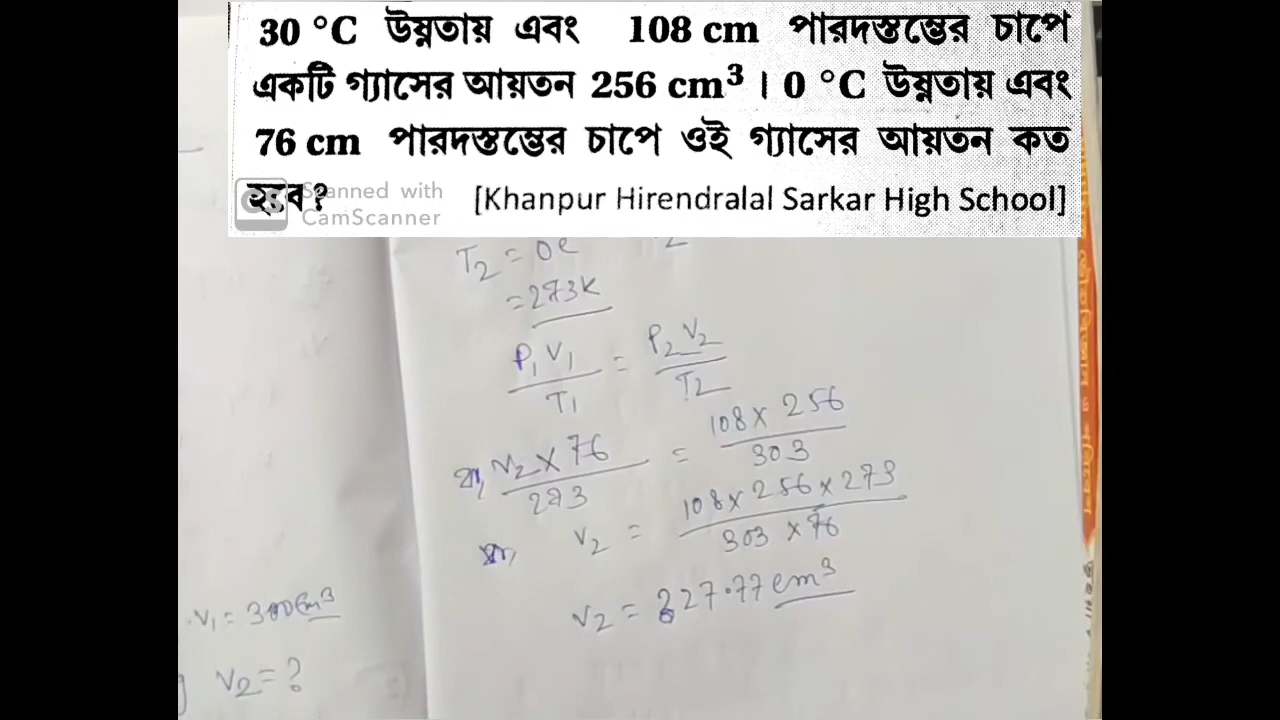 30 °C উষ্ণতায় এবং 108 cm পারদস্তম্ভের চাপে
একটি গ্যাসের আয়তন 256 cm³ । 0 °C উষ্ণতায় এবং
76 cm পারদস্তম্ভের চাপে ওই গ্যাসের আয়তন কত
হবে? [Khanpur Hirendralal Sarkar High School]
Scanned with
CamScanner
CS
T₂ = 0c
= 273K
P₁V₁/T₁ = P₂V₂/T₂
বা, V₂ × 76/273 = 108 × 256/303
V₂ = 108 × 256 × 273/303 × 76
V₂ = 327.77 cm³
V₁ = 300cm³
V₂ = ?